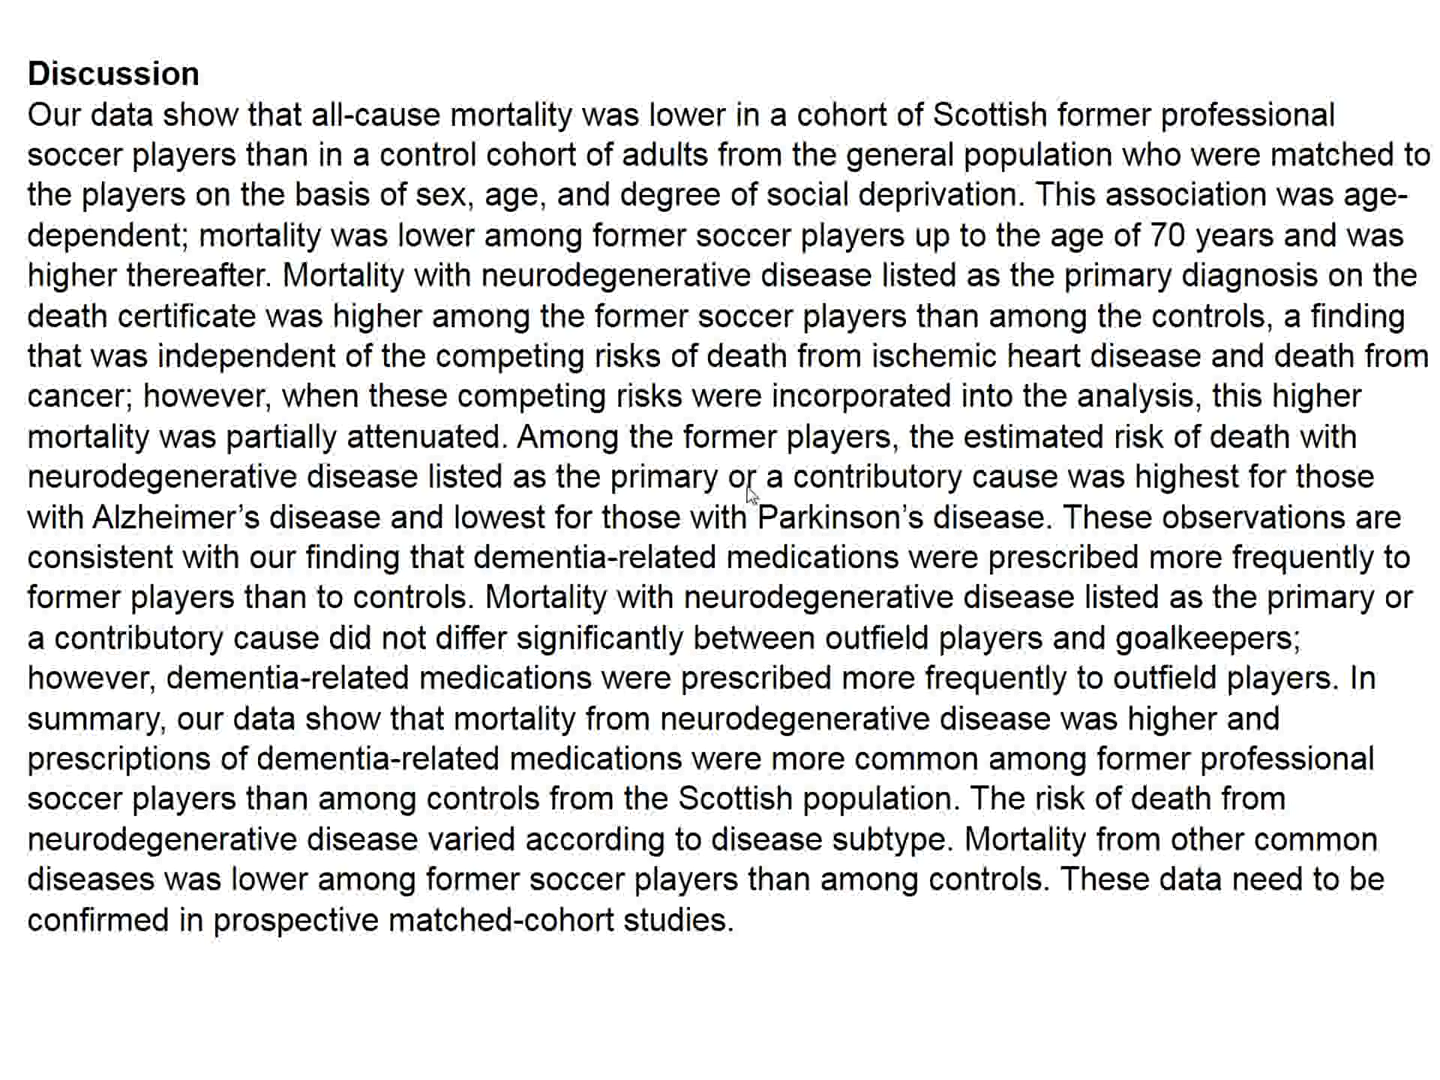 Discussion
Our data show that all-cause mortality was lower in a cohort of Scottish former professional
soccer players than in a control cohort of adults from the general population who were matched to
the players on the basis of sex, age, and degree of social deprivation. This association was age-
dependent; mortality was lower among former soccer players up to the age of 70 years and was
higher thereafter. Mortality with neurodegenerative disease listed as the primary diagnosis on the
death certificate was higher among the former soccer players than among the controls, a finding
that was independent of the competing risks of death from ischemic heart disease and death from
cancer; however, when these competing risks were incorporated into the analysis, this higher
mortality was partially attenuated. Among the former players, the estimated risk of death with
neurodegenerative disease listed as the primary or a contributory cause was highest for those
with Alzheimer’s disease and lowest for those with Parkinson’s disease. These observations are
consistent with our finding that dementia-related medications were prescribed more frequently to
former players than to controls. Mortality with neurodegenerative disease listed as the primary or
a contributory cause did not differ significantly between outfield players and goalkeepers;
however, dementia-related medications were prescribed more frequently to outfield players. In
summary, our data show that mortality from neurodegenerative disease was higher and
prescriptions of dementia-related medications were more common among former professional
soccer players than among controls from the Scottish population. The risk of death from
neurodegenerative disease varied according to disease subtype. Mortality from other common
diseases was lower among former soccer players than among controls. These data need to be
confirmed in prospective matched-cohort studies.